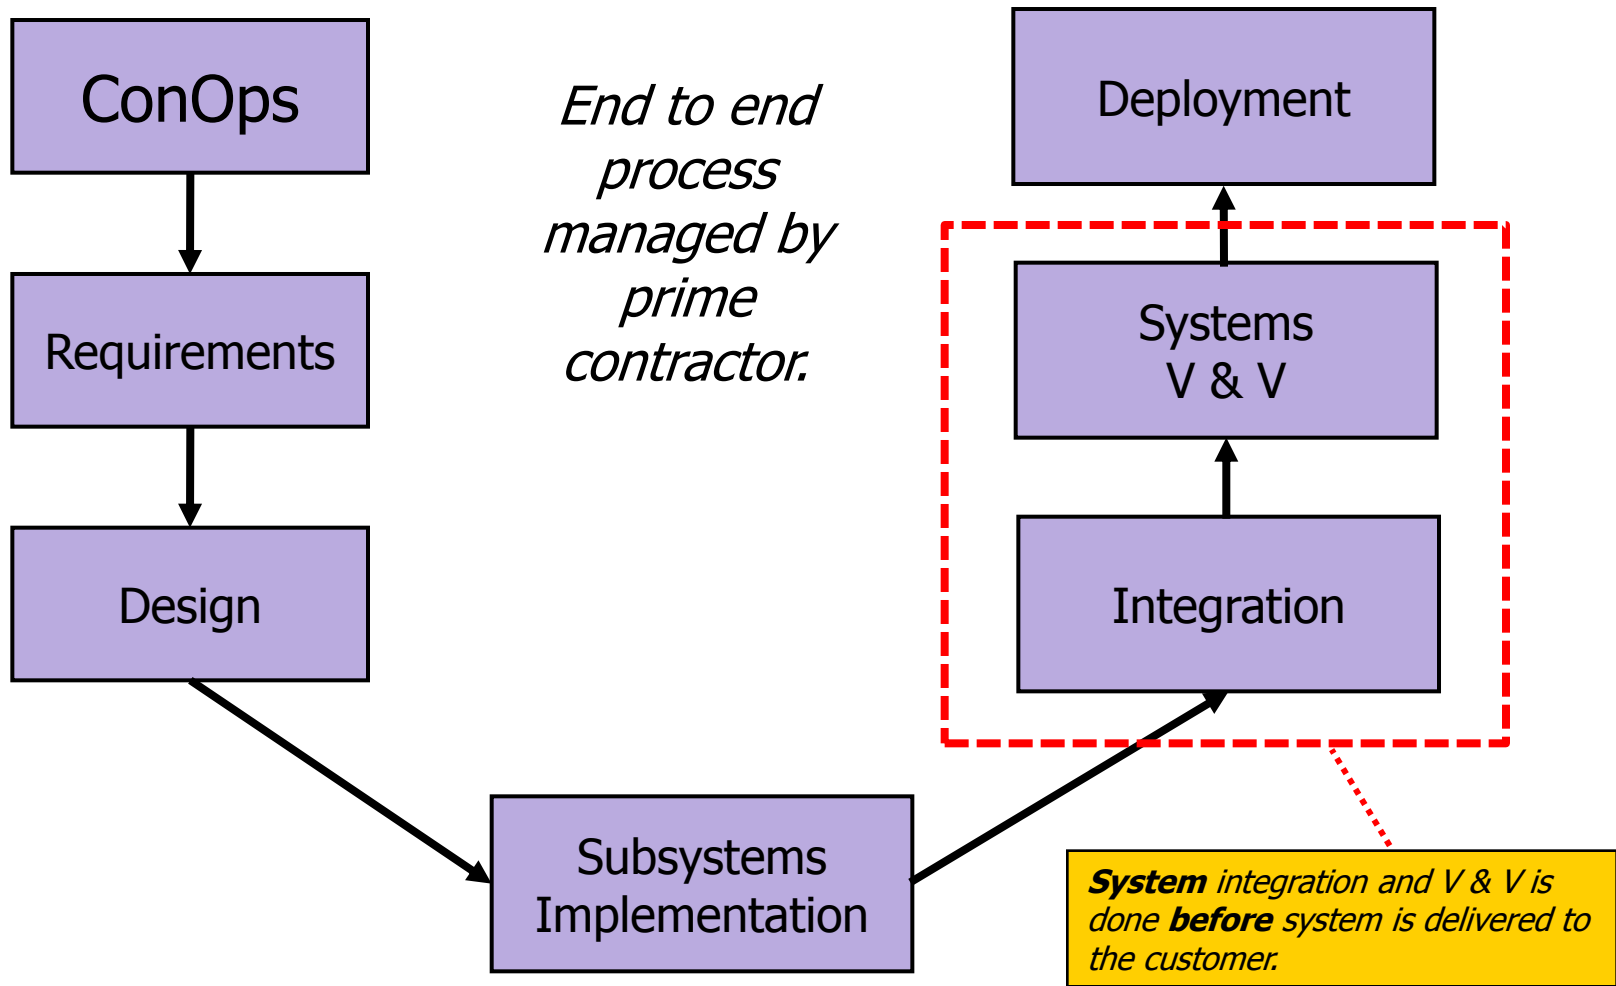 ConOps
Requirements
Design
End to end
process
managed by
prime
contractor.
Subsystems
Implementation
Deployment
Systems
V & V
Integration
System integration and V & V is
done before system is delivered to
the customer.